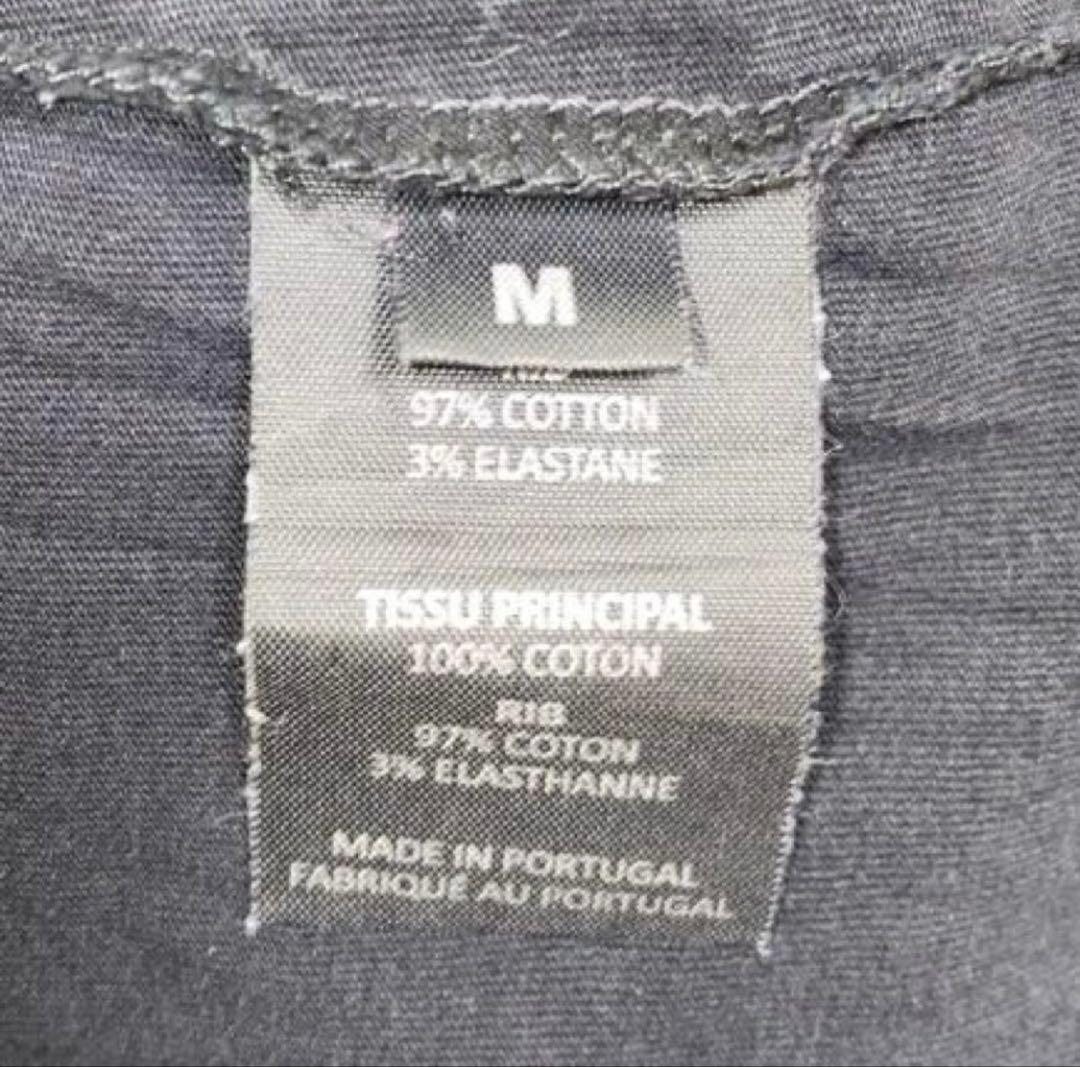 M
97% COTTON
3% ELASTANE
TISSU PRINCIPAL
100% COTON
RIB
97% COTON
3% ELASTHANNE
MADE IN PORTUGAL
FABRIQUÉ AU PORTUGAL